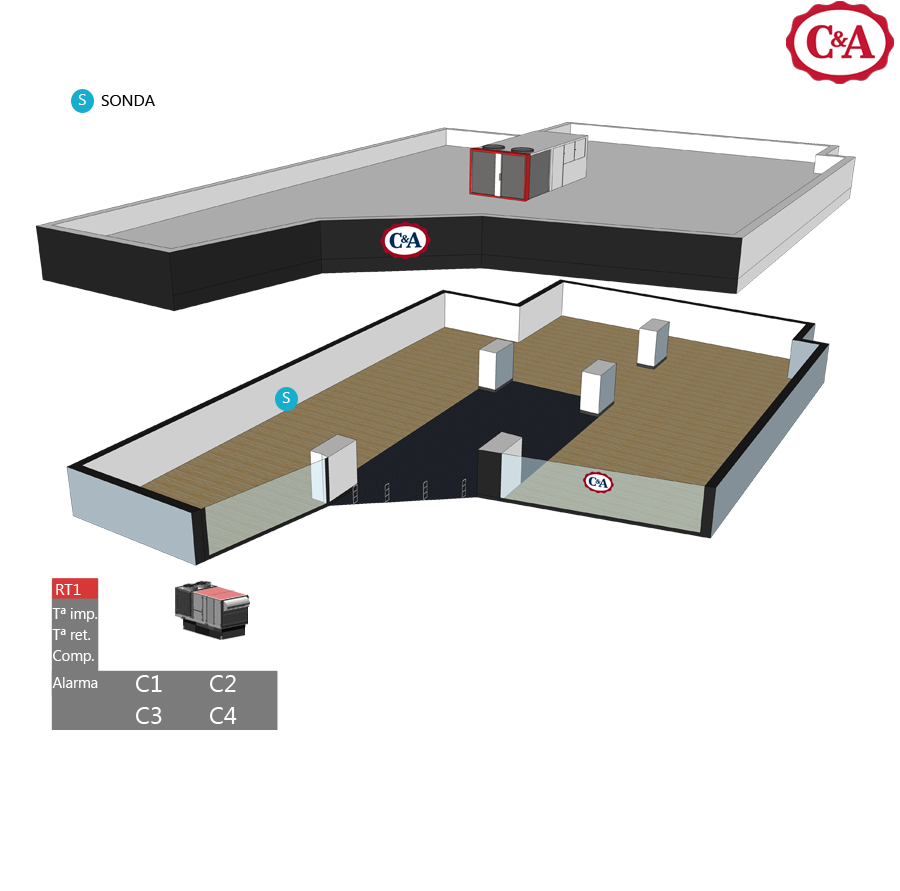 C&A
S SONDA
C&A
S
C&A
RT1
Tª imp.
Tª ret.
Comp.
Alarma C1 C2
C3 C4